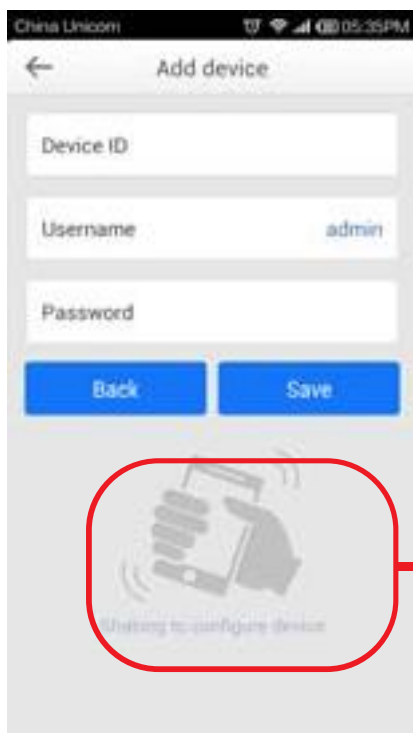 China Unicom 05:35PM
Add device
Device ID
Username admin
Password
Back Save
Shaking to configure device